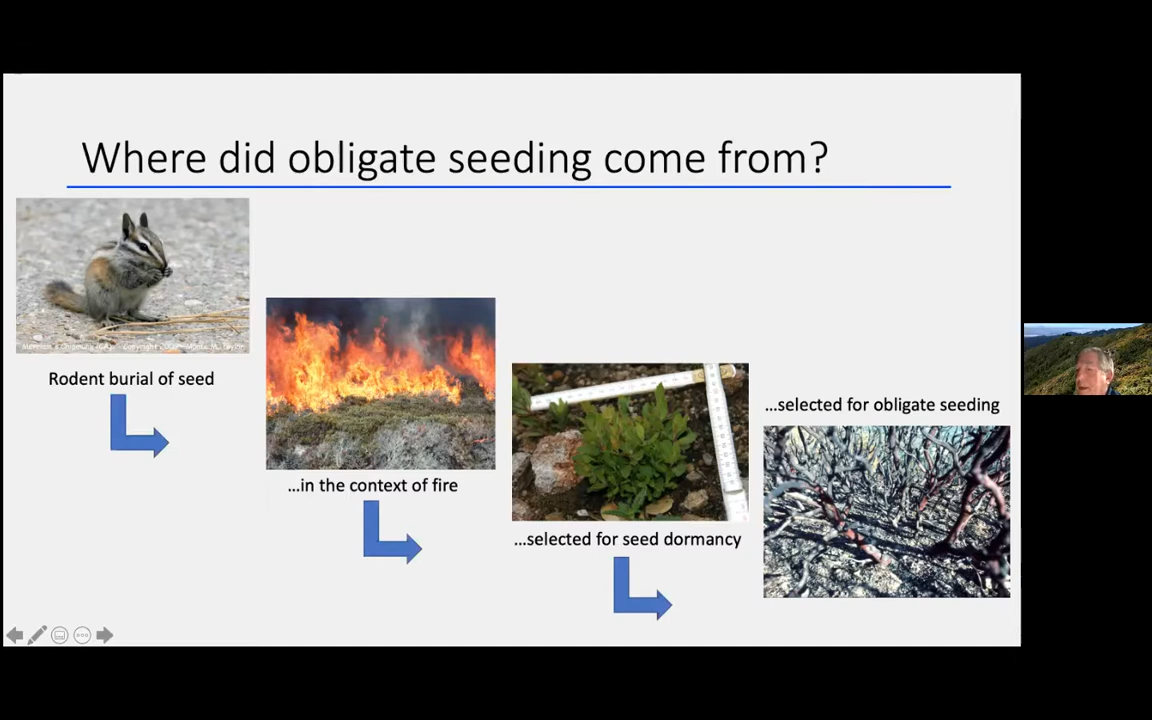 Where did obligate seeding come from?
Rodent burial of seed
...in the context of fire
...selected for seed dormancy
...selected for obligate seeding